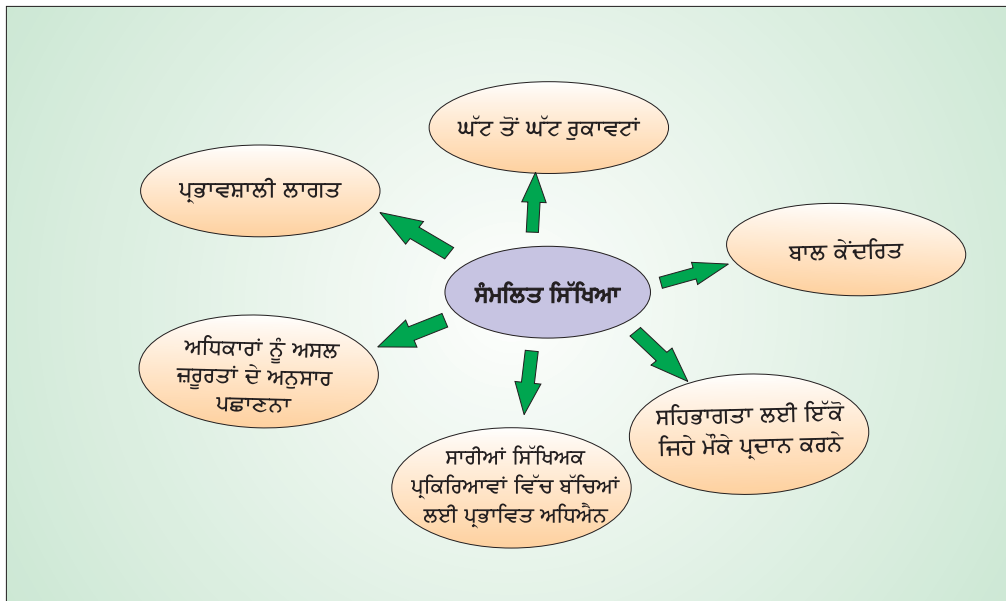 ਘੱਟ ਤੋਂ ਘੱਟ ਰੁਕਾਵਟਾਂ
ਪ੍ਰਭਾਵਸ਼ਾਲੀ ਲਾਗਤ
ਬਾਲ ਕੇਂਦਰਿਤ
ਸੰਮਲਿਤ ਸਿੱਖਿਆ
ਅਧਿਕਾਰਾਂ ਨੂੰ ਅਸਲ
ਜ਼ਰੂਰਤਾਂ ਦੇ ਅਨੁਸਾਰ
ਪਛਾਣਨਾ
ਸਹਿਭਾਗਤਾ ਲਈ ਇੱਕੋ
ਜਿਹੇ ਮੌਕੇ ਪ੍ਰਦਾਨ ਕਰਨੇ
ਸਾਰੀਆਂ ਸਿੱਖਿਅਕ
ਪ੍ਰਕਿਰਿਆਵਾਂ ਵਿੱਚ ਬੱਚਿਆਂ
ਲਈ ਪ੍ਰਭਾਵਿਤ ਅਧਿਐਨ